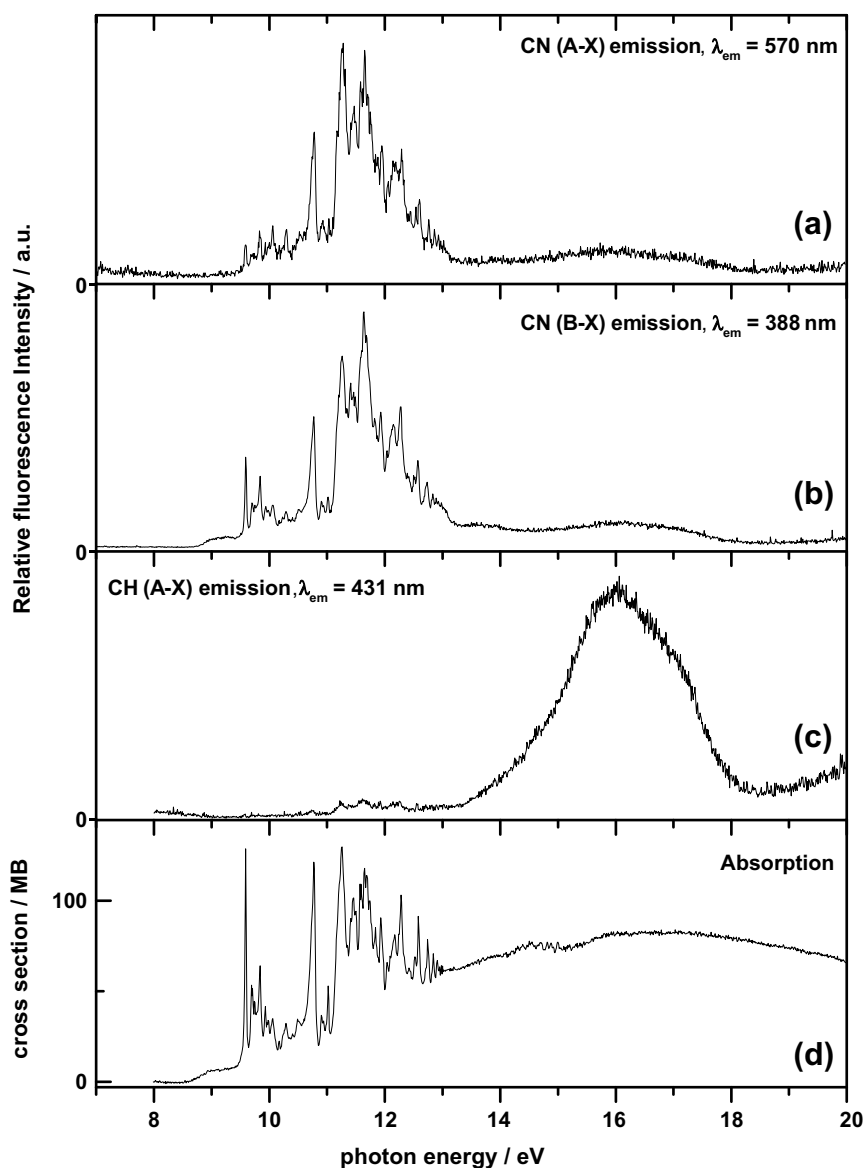 CN (A-X) emission, λem = 570 nm
(a)
0
CN (B-X) emission, λem = 388 nm
(b)
0
Relative fluorescence Intensity / a.u.
CH (A-X) emission, λem = 431 nm
(c)
0
Absorption
100
cross section / MB
(d)
0
8 10 12 14 16 18 20
photon energy / eV